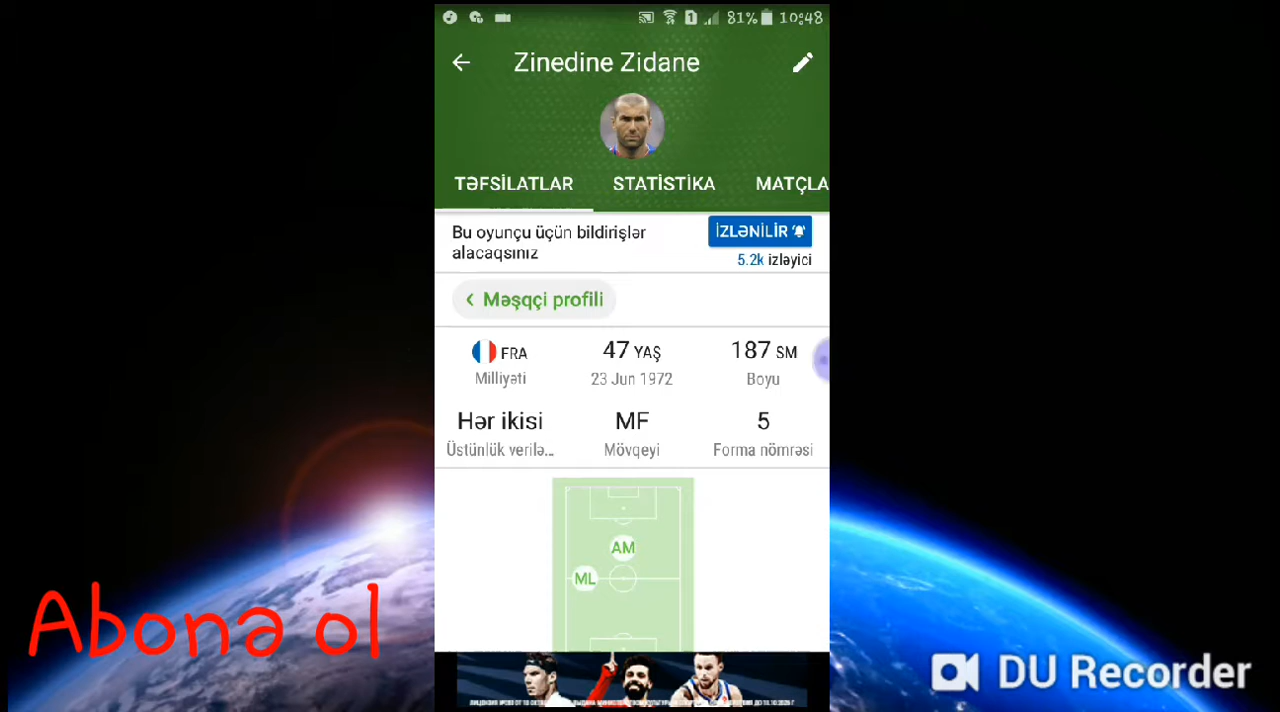 81% 10:48
Zinedine Zidane
TƏFSİLATLAR STATİSTİKA MATÇLA
Bu oyunçu üçün bildirişlər
alacaqsınız
İZLƏNİLİR
5.2k izləyici
Məşqçi profili
FRA 47 YAŞ 187 SM
Milliyəti 23 Jun 1972 Boyu
Hər ikisi MF 5
Üstünlük verilə... Mövqeyi Forma nömrəsi
AM
ML
Abonə ol
DU Recorder